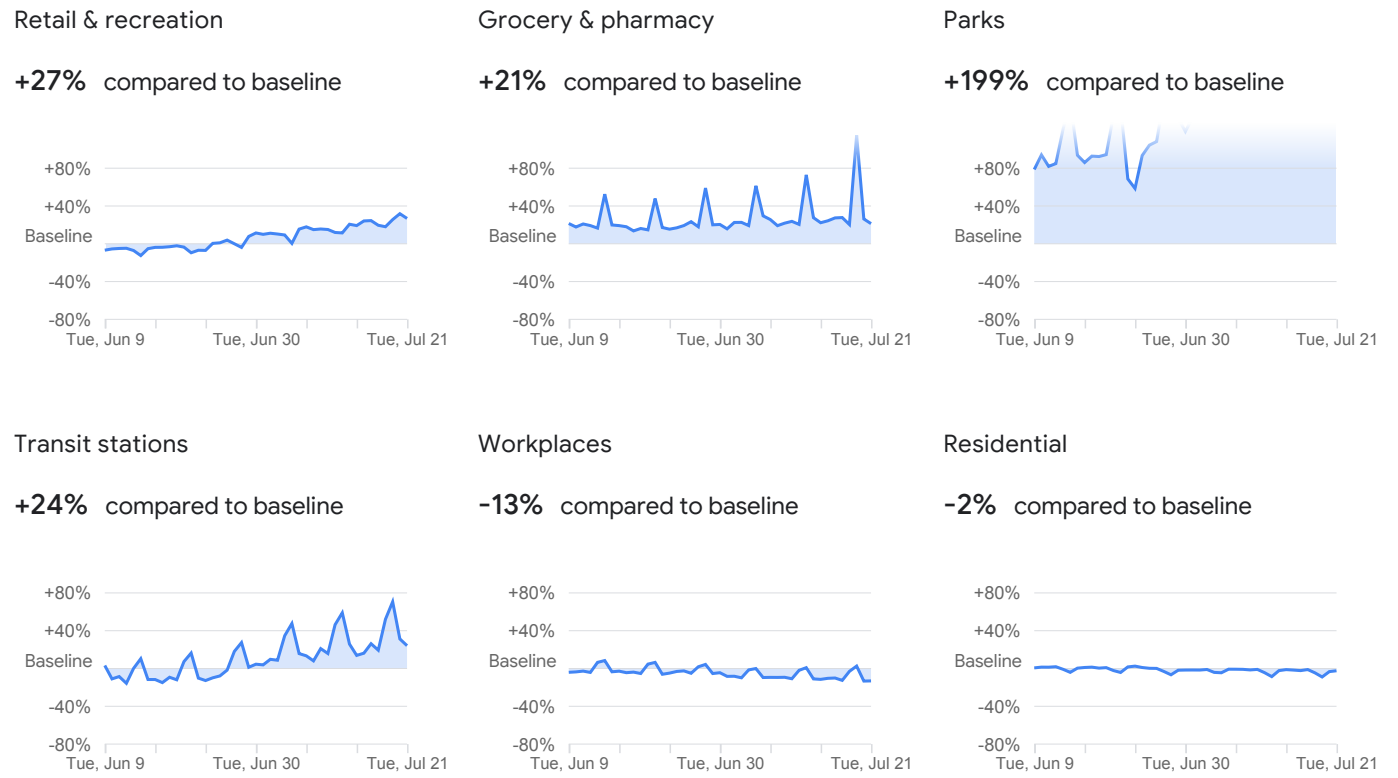 Retail & recreation
+27% compared to baseline
+80%
+40%
Baseline
-40%
-80%
Tue, Jun 9 Tue, Jun 30 Tue, Jul 21
Grocery & pharmacy
+21% compared to baseline
+80%
+40%
Baseline
-40%
-80%
Tue, Jun 9 Tue, Jun 30 Tue, Jul 21
Parks
+199% compared to baseline
+80%
+40%
Baseline
-40%
-80%
Tue, Jun 9 Tue, Jun 30 Tue, Jul 21
Transit stations
+24% compared to baseline
+80%
+40%
Baseline
-40%
-80%
Tue, Jun 9 Tue, Jun 30 Tue, Jul 21
Workplaces
-13% compared to baseline
+80%
+40%
Baseline
-40%
-80%
Tue, Jun 9 Tue, Jun 30 Tue, Jul 21
Residential
-2% compared to baseline
+80%
+40%
Baseline
-40%
-80%
Tue, Jun 9 Tue, Jun 30 Tue, Jul 21